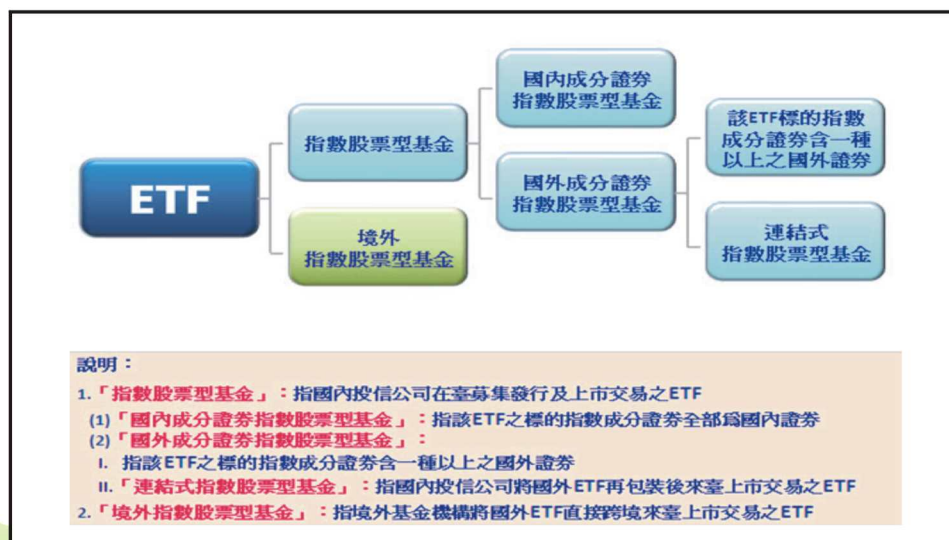 ETF
指數股票型基金
境外
指數股票型基金
國內成分證券
指數股票型基金
國外成分證券
指數股票型基金
該ETF標的指數
成分證券含一種
以上之國外證券
連結式
指數股票型基金
說明：
1.「指數股票型基金」：指國內投信公司在臺募集發行及上市交易之ETF
(1)「國內成分證券指數股票型基金」：指該ETF之標的指數成分證券全部為國內證券
(2)「國外成分證券指數股票型基金」：
I. 指該ETF之標的指數成分證券含一種以上之國外證券
II.「連結式指數股票型基金」：指國內投信公司將國外ETF再包裝後來臺上市交易之ETF
2.「境外指數股票型基金」：指境外基金機構將國外ETF直接跨境來臺上市交易之ETF